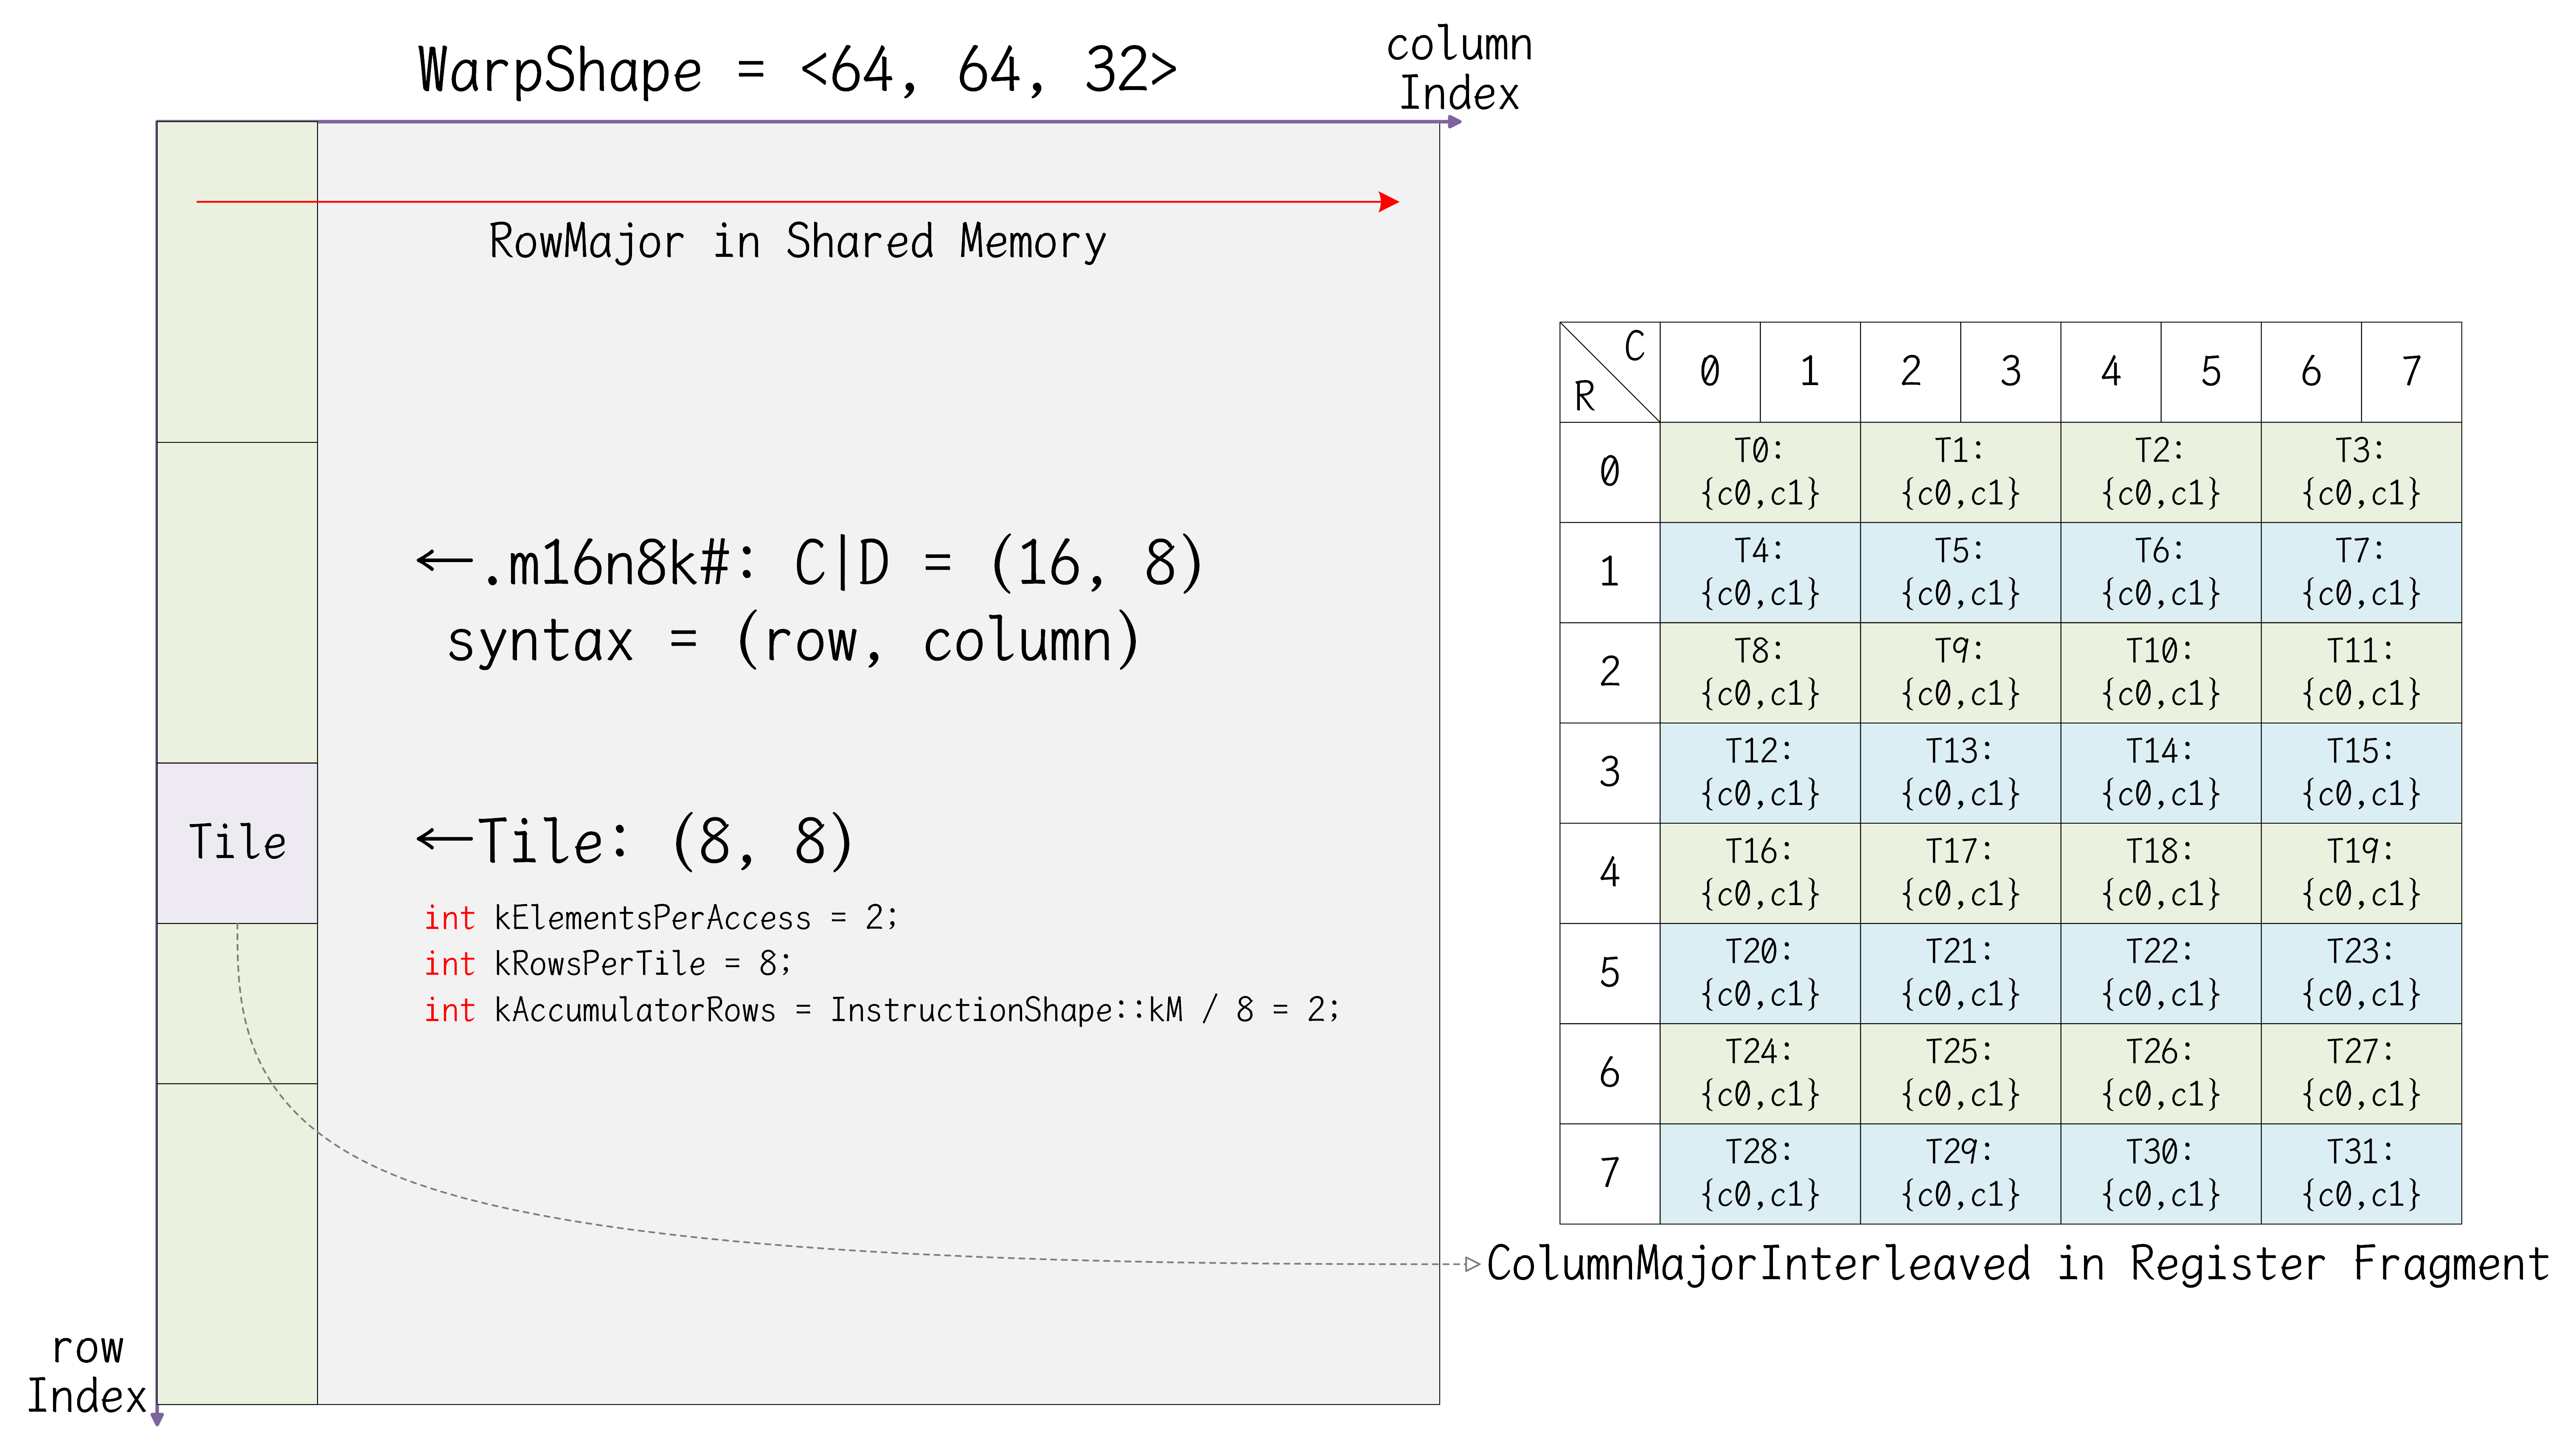 WarpShape = <64, 64, 32>
column
Index
RowMajor in Shared Memory
←.m16n8k#: C|D = (16, 8)
syntax = (row, column)
Tile
←Tile: (8, 8)
int kElementsPerAccess = 2;
int kRowsPerTile = 8;
int kAccumulatorRows = InstructionShape::kM / 8 = 2;
row
Index
C
R
0 1 2 3 4 5 6 7
0
T0: T1: T2: T3:
{c0,c1} {c0,c1} {c0,c1} {c0,c1}
1
T4: T5: T6: T7:
{c0,c1} {c0,c1} {c0,c1} {c0,c1}
2
T8: T9: T10: T11:
{c0,c1} {c0,c1} {c0,c1} {c0,c1}
3
T12: T13: T14: T15:
{c0,c1} {c0,c1} {c0,c1} {c0,c1}
4
T16: T17: T18: T19:
{c0,c1} {c0,c1} {c0,c1} {c0,c1}
5
T20: T21: T22: T23:
{c0,c1} {c0,c1} {c0,c1} {c0,c1}
6
T24: T25: T26: T27:
{c0,c1} {c0,c1} {c0,c1} {c0,c1}
7
T28: T29: T30: T31:
{c0,c1} {c0,c1} {c0,c1} {c0,c1}
ColumnMajorInterleaved in Register Fragment